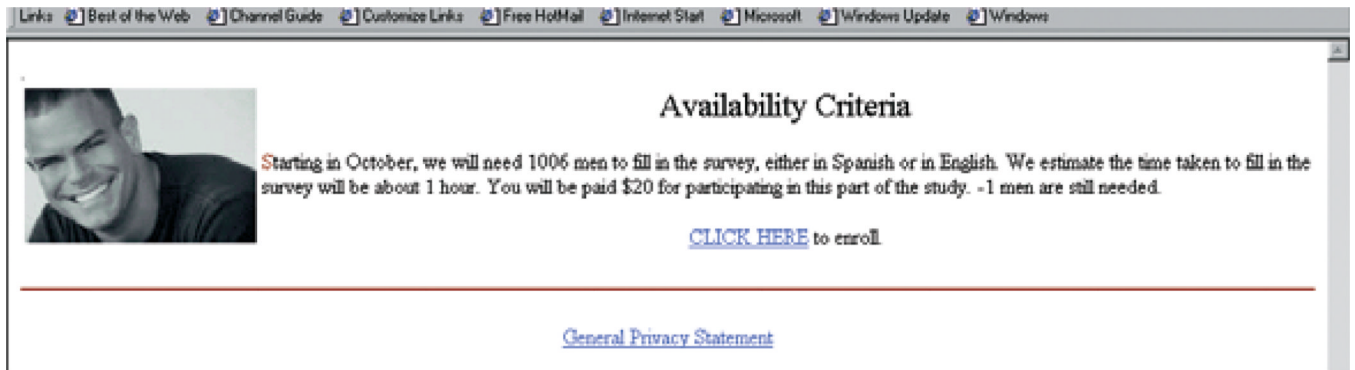 Links Best of the Web Channel Guide Customize Links Free HotMail Internet Start Microsoft Windows Update Windows
Availability Criteria
Starting in October, we will need 1006 men to fill in the survey, either in Spanish or in English. We estimate the time taken to fill in the
survey will be about 1 hour. You will be paid $20 for participating in this part of the study. -1 men are still needed.
CLICK HERE to enroll.
General Privacy Statement